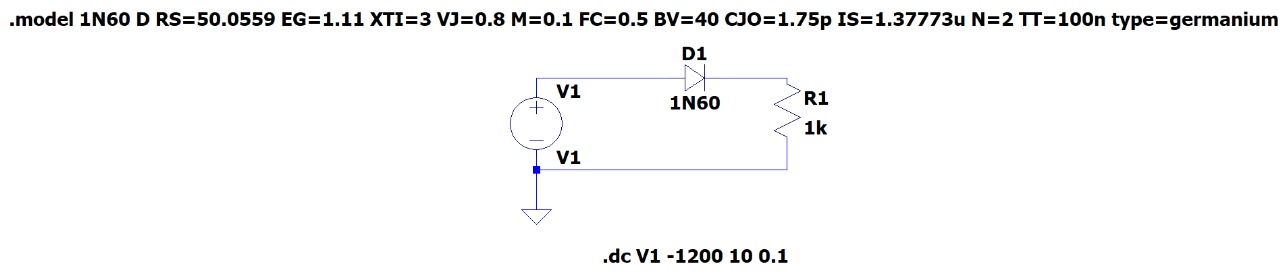 .model 1N60 D RS=50.0559 EG=1.11 XTI=3 VJ=0.8 M=0.1 FC=0.5 BV=40 CJO=1.75p IS=1.37773u N=2 TT=100n type=germanium
D1
V1
1N60
R1
1k
V1
.dc V1 -1200 10 0.1